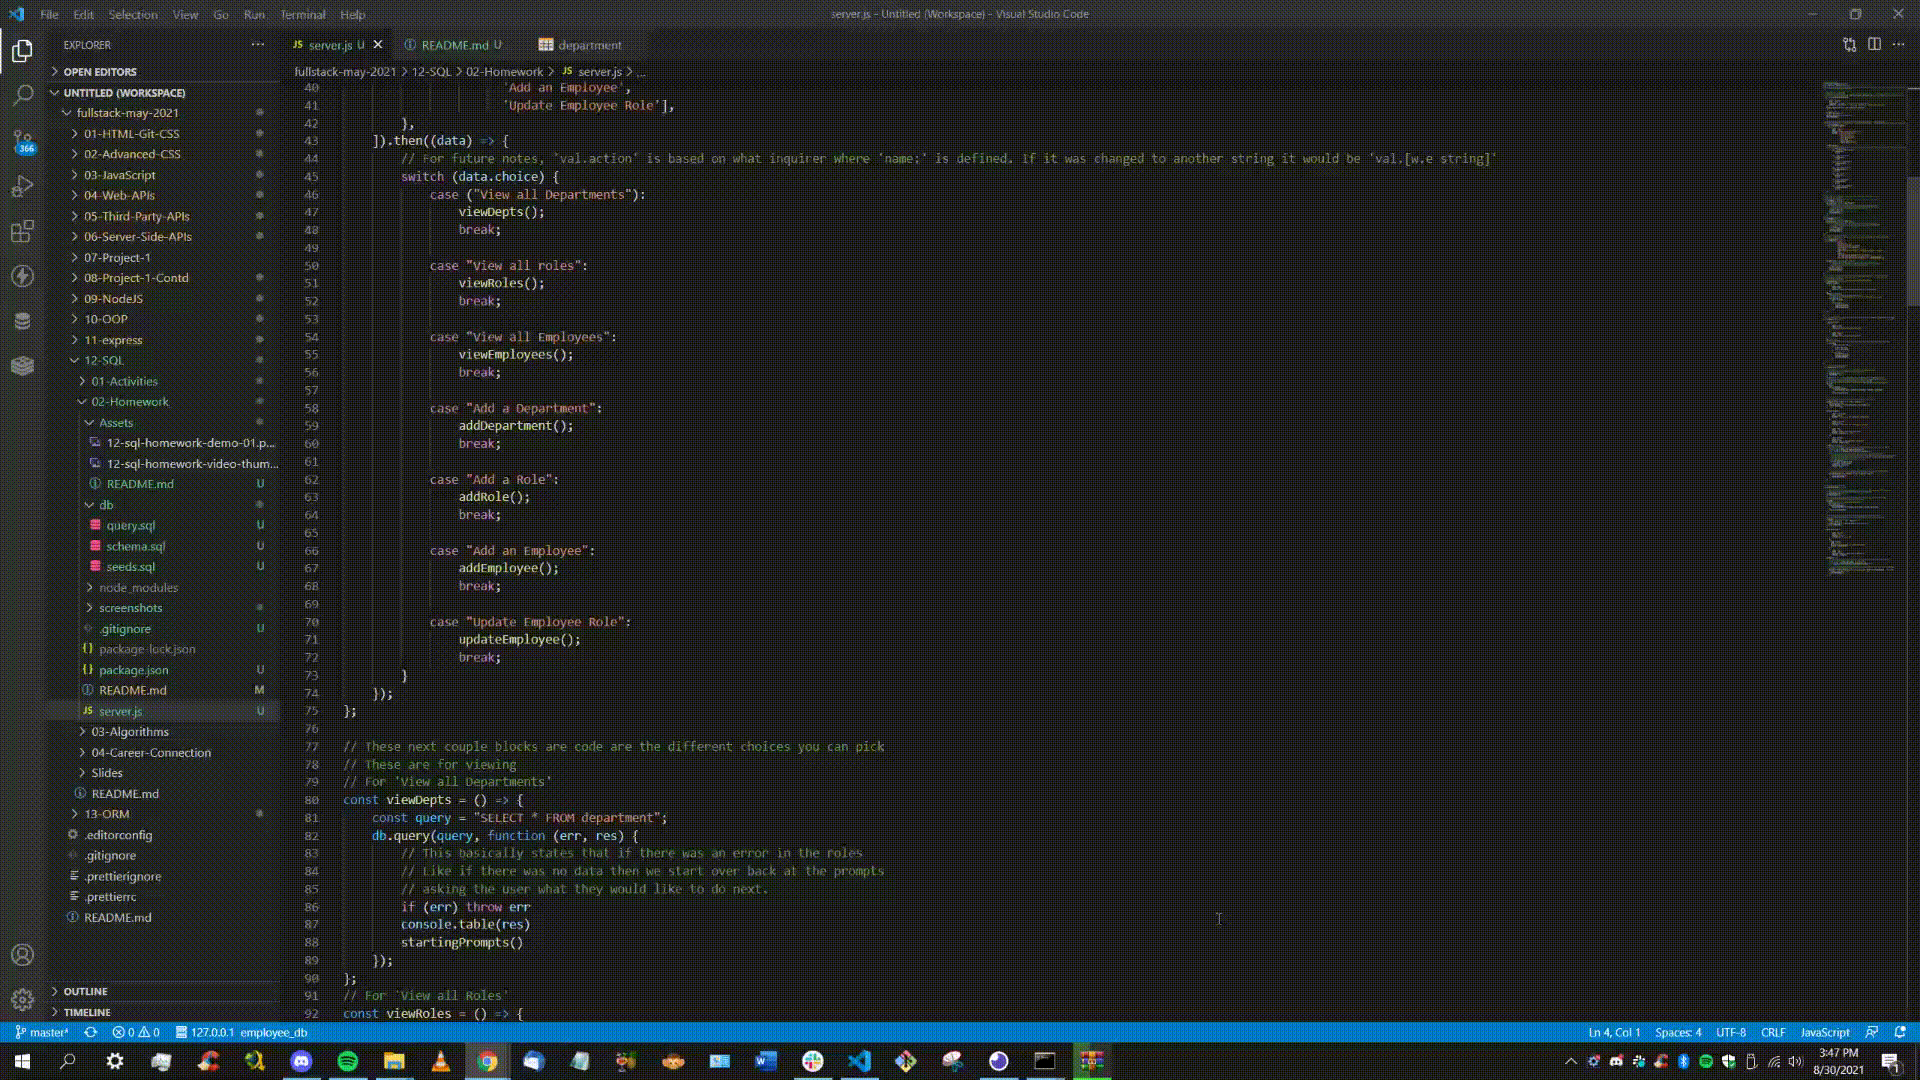 File Edit Selection View Go Run Terminal Help
server.js - Untitled (Workspace) - Visual Studio Code
EXPLORER
server.js U
README.md U
department
OPEN EDITORS
fullstack-may-2021 > 12-SQL > 02-Homework > JS server.js > ...
UNTITLED (WORKSPACE)
fullstack-may-2021
01-HTML-Git-CSS
02-Advanced-CSS
366
03-JavaScript
04-Web-APIs
05-Third-Party-APIs
06-Server-Side-APIs
07-Project-1
08-Project-1-Contd
09-NodeJS
10-OOP
11-express
12-SQL
01-Activities
02-Homework
Assets
12-sql-homework-demo-01.p...
12-sql-homework-video-thum...
README.md U
db
query.sql U
schema.sql U
seeds.sql U
node_modules
screenshots
.gitignore U
package-lock.json
package.json U
README.md M
JS server.js U
03-Algorithms
04-Career-Connection
Slides
README.md
13-ORM
.editorconfig
.gitignore
.prettierignore
.prettierrc
README.md
OUTLINE
TIMELINE
40 'Add an Employee',
41 'Update Employee Role'],
42 },
43 ]).then((data) => {
44 // For future notes, 'val.action' is based on what inquirer where 'name:' is defined. If it was changed to another string it would be 'val.[w.e string]'
45 switch (data.choice) {
46 case ("View all Departments"):
47 viewDepts();
48 break;
49
50 case "View all roles":
51 viewRoles();
52 break;
53
54 case "View all Employees":
55 viewEmployees();
56 break;
57
58 case "Add a Department":
59 addDepartment();
60 break;
61
62 case "Add a Role":
63 addRole();
64 break;
65
66 case "Add an Employee":
67 addEmployee();
68 break;
69
70 case "Update Employee Role":
71 updateEmployee();
72 break;
73 }
74 });
75 };
76
77 // These next couple blocks are code are the different choices you can pick
78 // These are for viewing
79 // For 'View all Departments'
80 const viewDepts = () => {
81 const query = "SELECT * FROM department";
82 db.query(query, function (err, res) {
83 // This basically states that if there was an error in the roles
84 // Like if there was no data then we start over back at the prompts
85 // asking the user what they would like to do next.
86 if (err) throw err
87 console.table(res)
88 startingPrompts()
89 });
90 };
91 // For 'View all Roles'
92 const viewRoles = () => {
master* 0 0 127.0.0.1 employee_db
Ln 4, Col 1 Spaces: 4 UTF-8 CRLF JavaScript
3:47 PM
8/30/2021